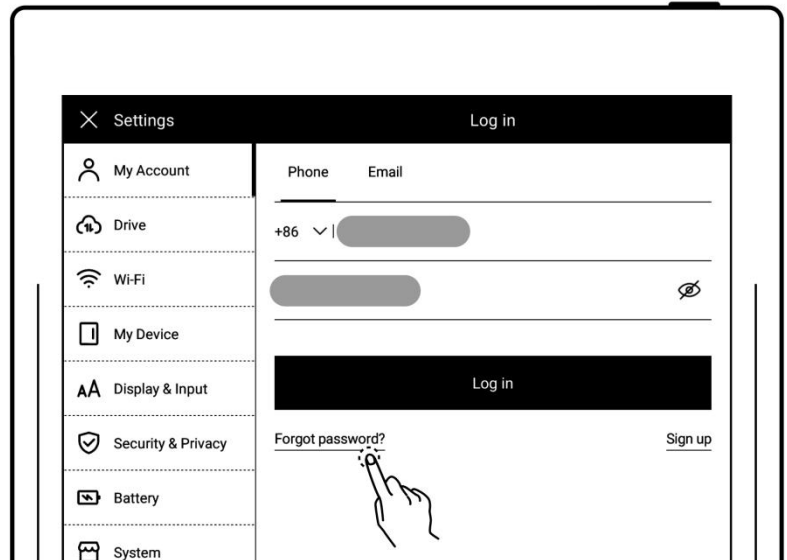 Settings
Log in
My Account
Drive
Wi-Fi
My Device
Display & Input
Security & Privacy
Battery
System
Phone Email
+86
Log in
Forgot password? Sign up